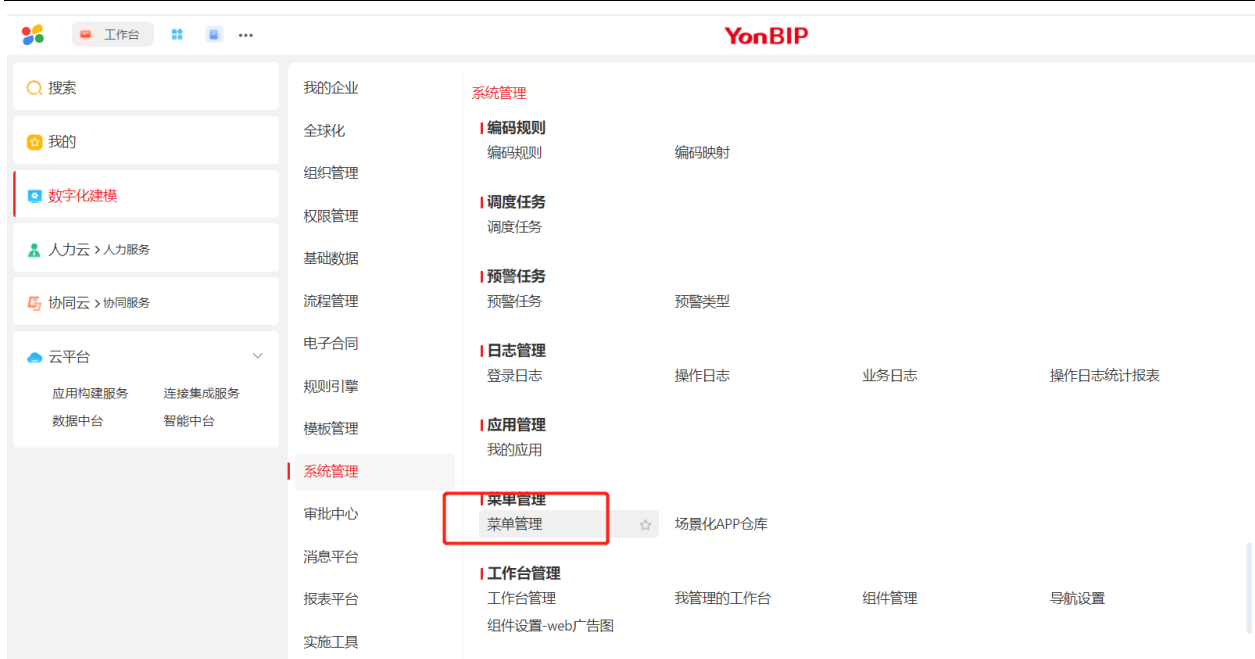 工作台
YonBIP
搜索
我的
数字化建模
人力云 > 人力服务
协同云 > 协同服务
云平台
应用构建服务 连接集成服务
数据中台 智能中台
我的企业
全球化
组织管理
权限管理
基础数据
流程管理
电子合同
规则引擎
模板管理
系统管理
审批中心
消息平台
报表平台
实施工具
系统管理
编码规则
编码规则 编码映射
调度任务
调度任务
预警任务
预警任务 预警类型
日志管理
登录日志 操作日志 业务日志 操作日志统计报表
应用管理
我的应用
菜单管理
菜单管理 场景化APP仓库
工作台管理
工作台管理 我管理的工作台 组件管理 导航设置
组件设置-web广告图